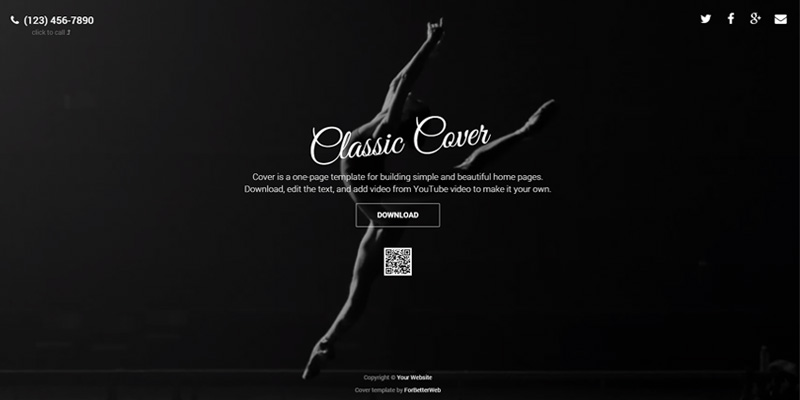 (123) 456-7890
click to call
Classic Cover
Cover is a one-page template for building simple and beautiful home pages.
Download, edit the text, and add video from YouTube video to make it your own.
DOWNLOAD
Copyright © Your Website
Cover template by ForBetterWeb